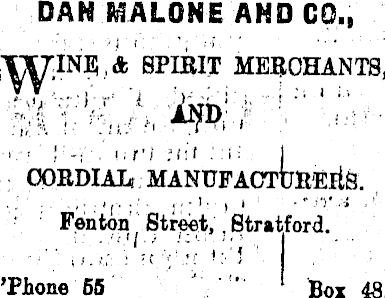 DAN MALONE AND CO.,
WINE & SPIRIT MERCHANTS,
AND
CORDIAL MANUFACTURERS.
Fenton Street, Stratford.
'Phone 55 Box 48